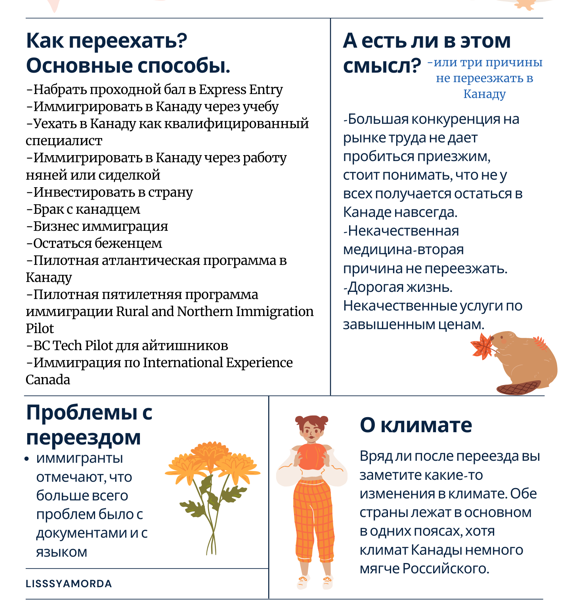 Как переехать?
Основные способы.
-Набрать проходной бал в Express Entry
-Иммигрировать в Канаду через учебу
-Уехать в Канаду как квалифицированный
специалист
-Иммигрировать в Канаду через работу
няней или сиделкой
-Инвестировать в страну
-Брак с канадцем
-Бизнес иммиграция
-Остаться беженцем
-Пилотная атлантическая программа в
Канаду
-Пилотная пятилетняя программа
иммиграции Rural and Northern Immigration
Pilot
-BC Tech Pilot для айтишников
-Иммиграция по International Experience
Canada
А есть ли в этом
смысл?
-или три причины
не переезжать в
Канаду
-Большая конкуренция на
рынке труда не дает
пробиться приезжим,
стоит понимать, что не у
всех получается остаться в
Канаде навсегда.
-Некачественная
медицина-вторая
причина не переезжать.
-Дорогая жизнь.
Некачественные услуги по
завышенным ценам.
Проблемы с
переездом
• иммигранты
отмечают, что
больше всего
проблем было с
документами и с
языком
LISSSYAMORDA
О климате
Вряд ли после переезда вы
заметите какие-то
изменения в климате. Обе
страны лежат в основном
в одних поясах, хотя
климат Канады немного
мягче Российского.